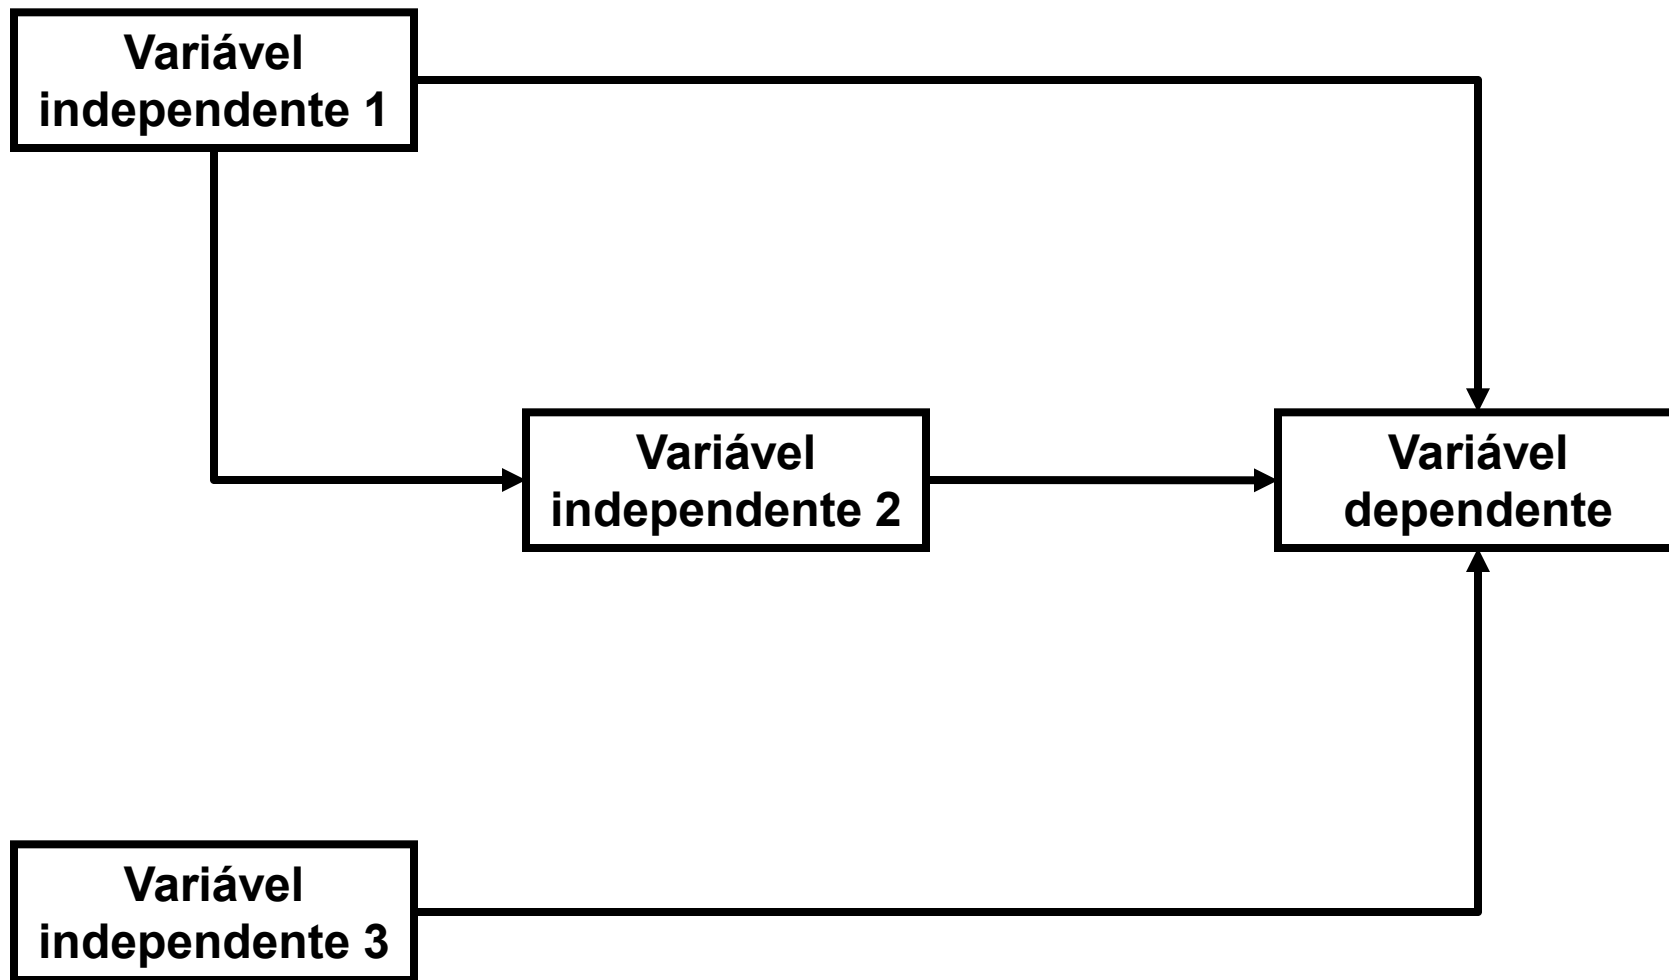 Variável
independente 1
Variável
independente 2
Variável
dependente
Variável
independente 3